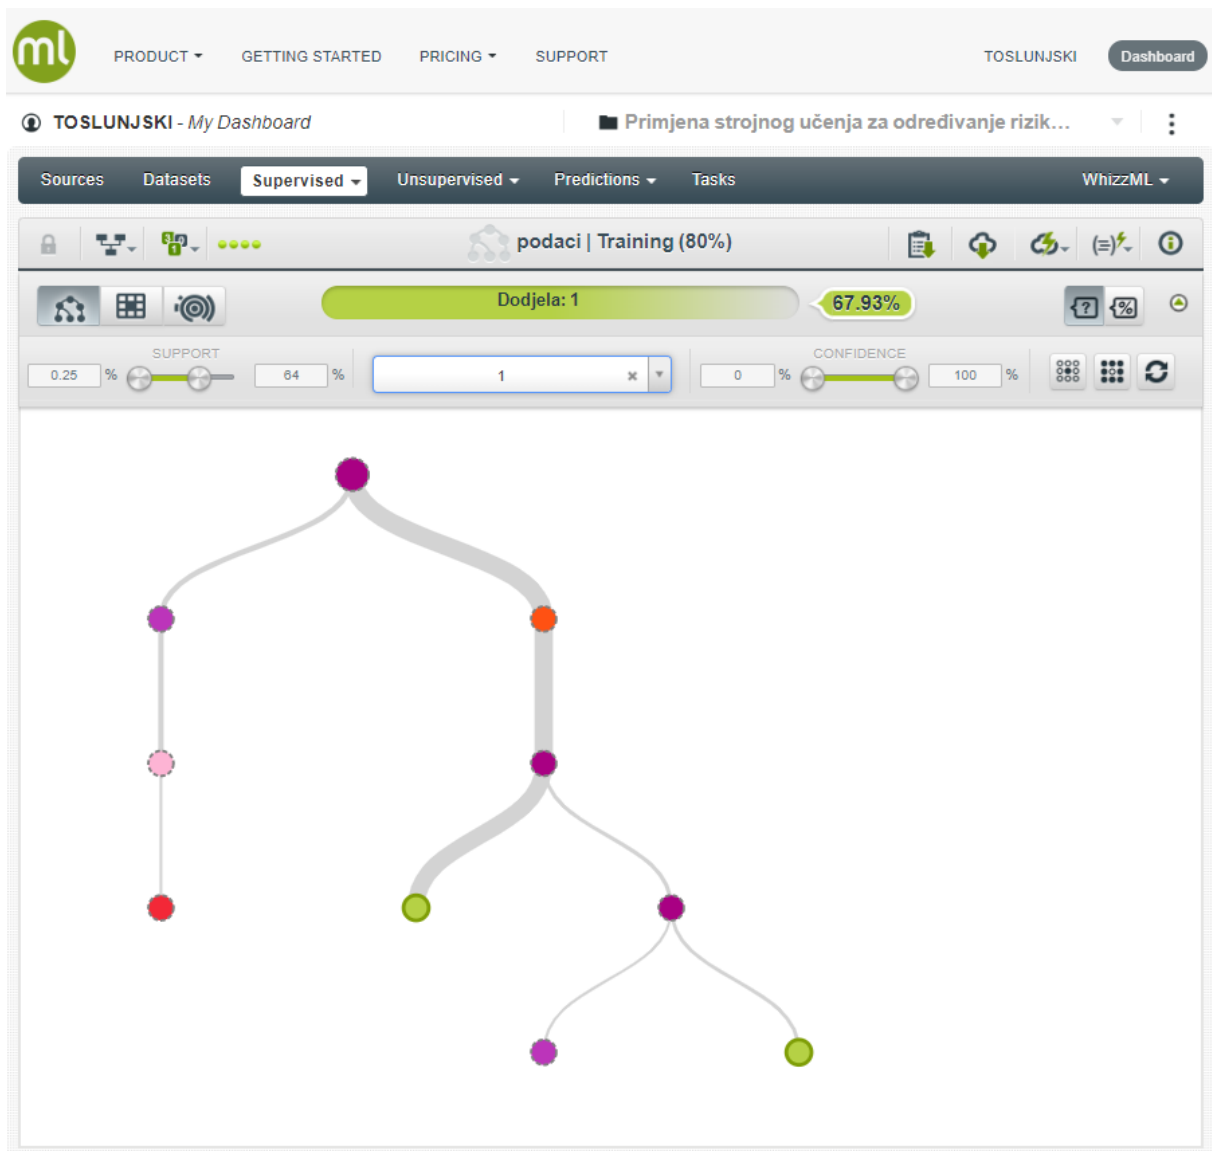 ml PRODUCT GETTING STARTED PRICING SUPPORT TOSLUNJSKI Dashboard
TOSLUNJSKI - My Dashboard Primjena strojnog učenja za određivanje rizik...
Sources Datasets Supervised Unsupervised Predictions Tasks WhizzML
podaci | Training (80%)
Dodjela: 1 67.93%
SUPPORT CONFIDENCE
0.25 % 64 % 1 0 % 100 %